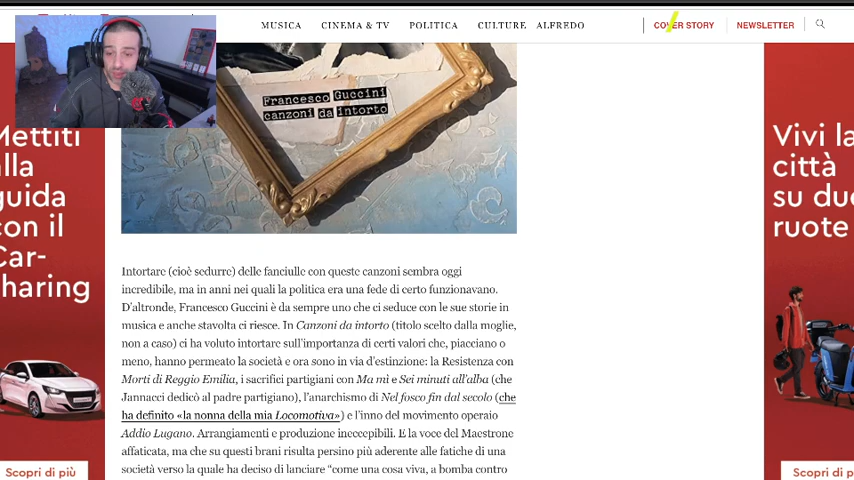 MUSICA CINEMA & TV POLITICA CULTURE ALFREDO COVER STORY NEWSLETTER
Mettiti
alla
guida
con il
Car-
haring
Scopri di più
Francesco Guccini
canzoni da intorto
Intortare (cioè sedurre) delle fanciulle con queste canzoni sembra oggi
incredibile, ma in anni nei quali la politica era una fede di certo funzionavano.
D'altronde, Francesco Guccini è da sempre uno che ci seduce con le sue storie in
musica e anche stavolta ci riesce. In Canzoni da intorto (titolo scelto dalla moglie,
non a caso) ci ha voluto intortare sull'importanza di certi valori che, piacciano o
meno, hanno permeato la società e ora sono in via d'estinzione: la Resistenza con
Morti di Reggio Emilia, i sacrifici partigiani con Ma mì e Sei minuti all'alba (che
Jannacci dedicò al padre partigiano), l'anarchismo di Nel fosco fin dal secolo (che
ha definito «la nonna della mia Locomotiva») e l'inno del movimento operaio
Addio Lugano. Arrangiamenti e produzione ineccepibili. E la voce del Maestrone
affaticata, ma che su questi brani risulta persino più aderente alle fatiche di una
società verso la quale ha deciso di lanciare “come una cosa viva, a bomba contro
Vivi la
città
su due
ruote
Scopri di p